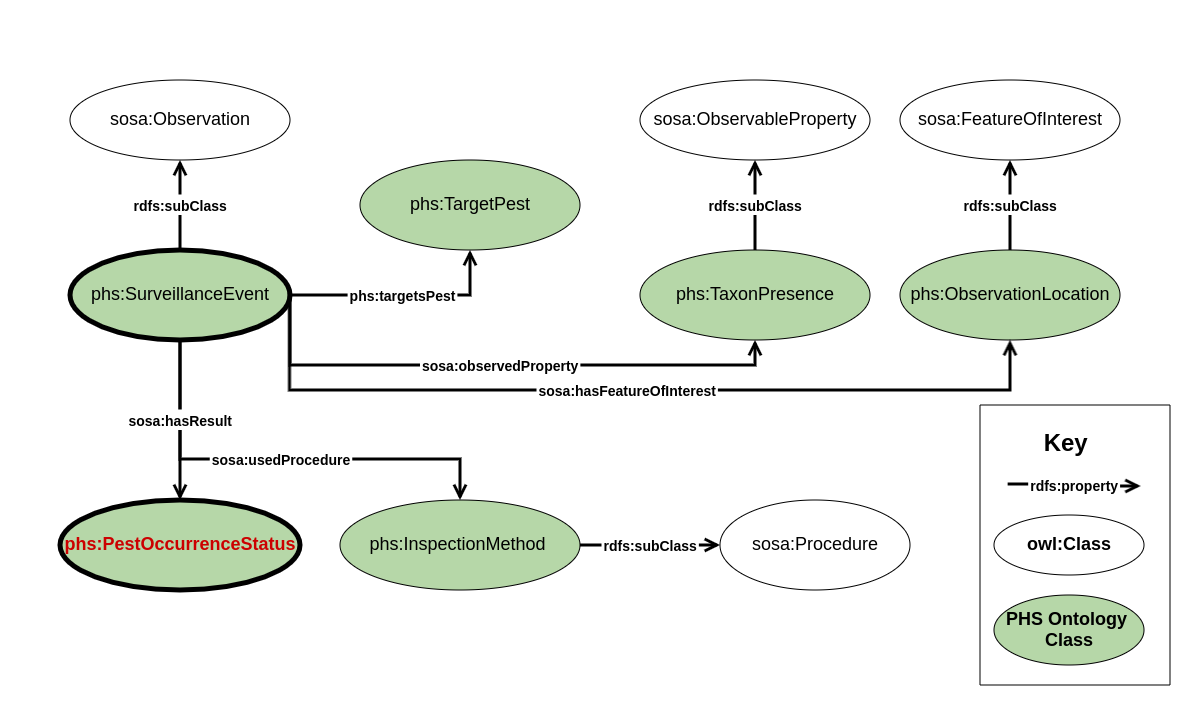 sosa:Observation
sosa:ObservableProperty
sosa:FeatureOfInterest
phs:TargetPest
rdfs:subClass
rdfs:subClass
rdfs:subClass
phs:SurveillanceEvent
phs:targetsPest
phs:TaxonPresence
phs:ObservationLocation
sosa:observedProperty
sosa:hasFeatureOfInterest
sosa:hasResult
sosa:usedProcedure
phs:PestOccurrenceStatus
phs:InspectionMethod
rdfs:subClass
sosa:Procedure
Key
rdfs:property
owl:Class
PHS Ontology
Class